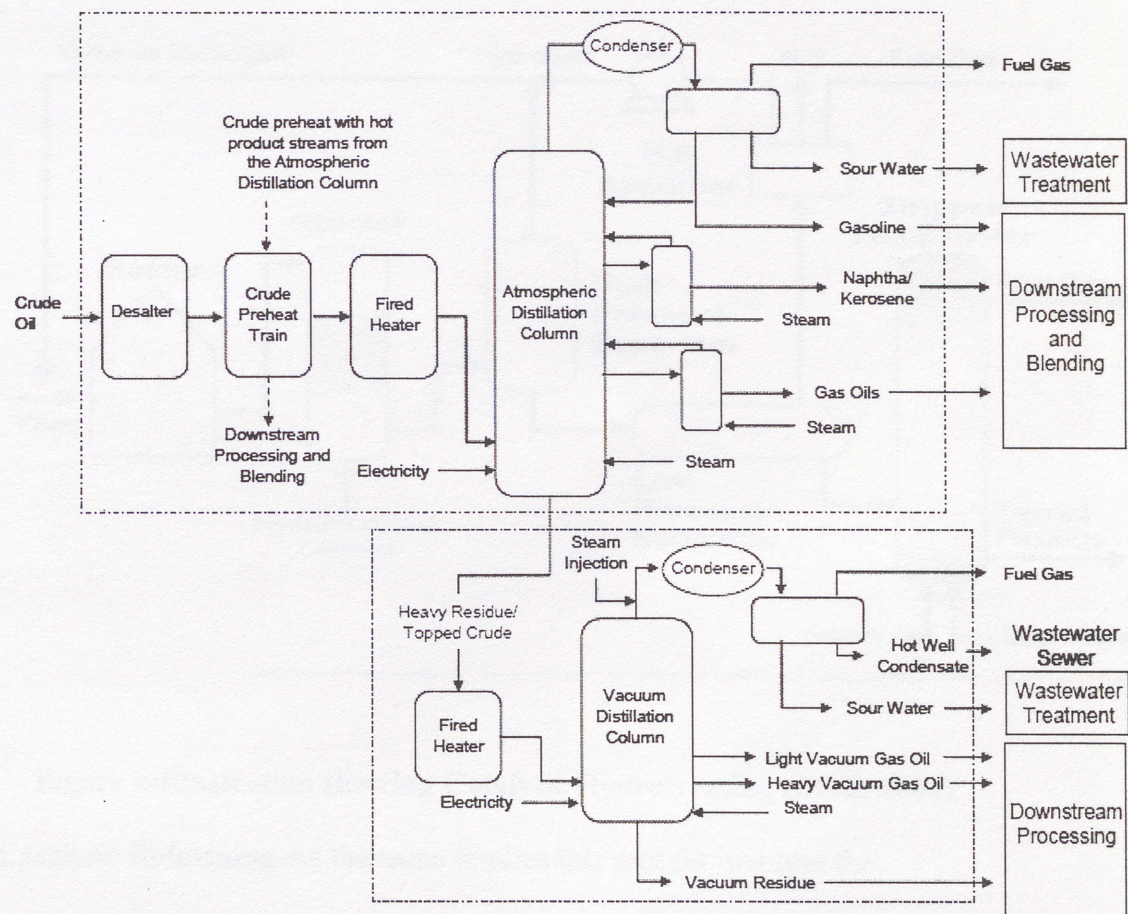 Condenser
Fuel Gas
Crude preheat with hot
product streams from
the Atmospheric
Distillation Column
Sour Water
Wastewater
Treatment
Gasoline
Crude
Oil
Desalter
Crude
Preheat
Train
Fired
Heater
Atmospheric
Distillation
Column
Naphtha/
Kerosene
Steam
Downstream
Processing
and
Blending
Gas Oils
Steam
Downstream
Processing and
Blending
Electricity
Steam
Steam
Injection
Condenser
Fuel Gas
Heavy Residue/
Topped Crude
Hot Well
Condensate
Wastewater
Sewer
Vacuum
Distillation
Column
Sour Water
Wastewater
Treatment
Fired
Heater
Light Vacuum Gas Oil
Heavy Vacuum Gas Oil
Electricity
Steam
Downstream
Processing
Vacuum Residue